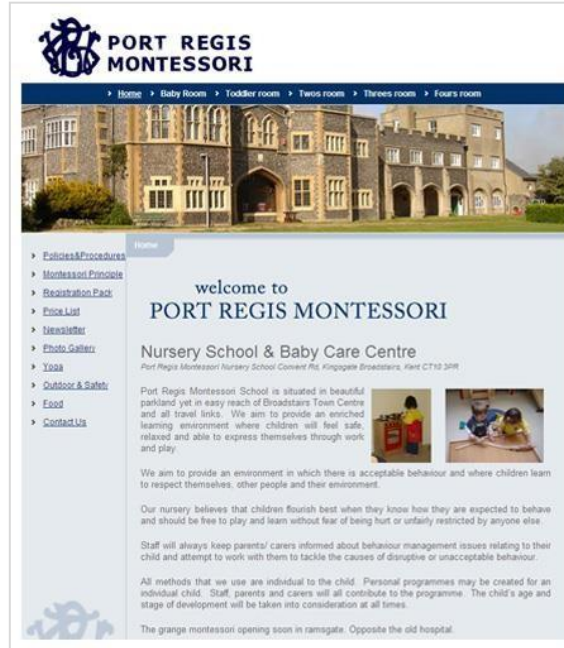 PORT REGIS
MONTESSORI
Home Baby Room Toddler room Twos room Threes room Fours room
Home
Policies&Procedures
Montessori Principle
Registration Pack
Price List
Newsletter
Photo Gallery
Yoga
Outdoor & Safety
Food
Contact Us
welcome to
PORT REGIS MONTESSORI
Nursery School & Baby Care Centre
Port Regis Montessori Nursery School Convent Rd, Kingsgate Broadstairs, Kent CT10 3PR
Port Regis Montessori School is situated in beautiful
parkland yet in easy reach of Broadstairs Town Centre
and all travel links. We aim to provide an enriched
learning environment where children will feel safe,
relaxed and able to express themselves through work
and play.
We aim to provide an environment in which there is acceptable behaviour and where children learn
to respect themselves, other people and their environment.
Our nursery believes that children flourish best when they know how they are expected to behave
and should be free to play and learn without fear of being hurt or unfairly restricted by anyone else.
Staff will always keep parents/ carers informed about behaviour management issues relating to their
child and attempt to work with them to tackle the causes of disruptive or unacceptable behaviour.
All methods that we use are individual to the child. Personal programmes may be created for an
individual child. Staff, parents and carers will all contribute to the programme. The child's age and
stage of development will be taken into consideration at all times.
The grange montessori opening soon in ramsgate. Opposite the old hospital.